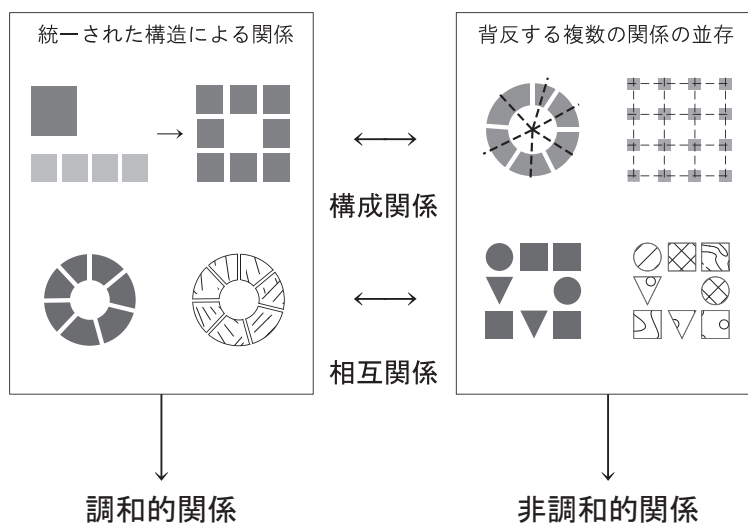 統一された構造による関係
背反する複数の関係の並存
構成関係
相互関係
調和的関係
非調和的関係